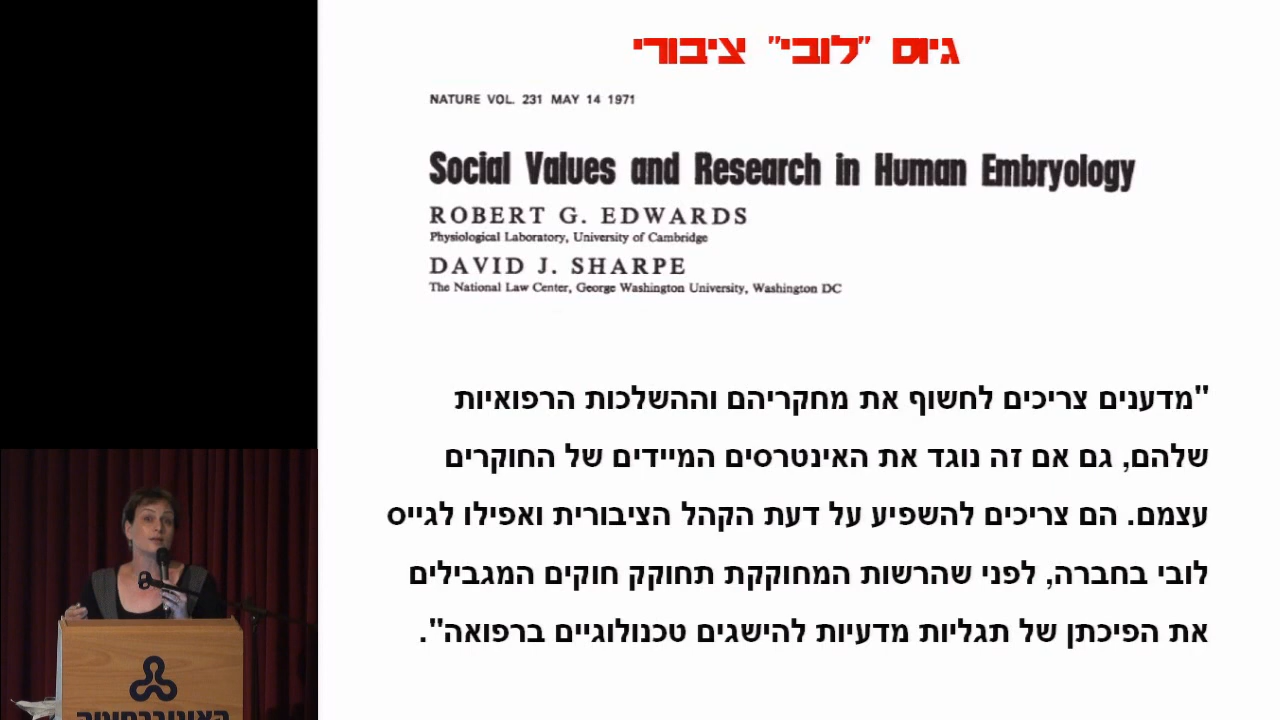 גיוס "לובי" ציבורי
NATURE VOL. 231 MAY 14 1971
Social Values and Research in Human Embryology
ROBERT G. EDWARDS
Physiological Laboratory, University of Cambridge
DAVID J. SHARPE
The National Law Center, George Washington University, Washington DC
"מדענים צריכים לחשוף את מחקריהם וההשלכות הרפואיות
שלהם, גם אם זה נוגד את האינטרסים המיידים של החוקרים
עצמם. הם צריכים להשפיע על דעת הקהל הציבורית ואפילו לגייס
לובי בחברה, לפני שהרשות המחוקקת תחוקק חוקים המגבילים
את הפיכתן של תגליות מדעיות להישגים טכנולוגיים ברפואה".
האוניברסיטה